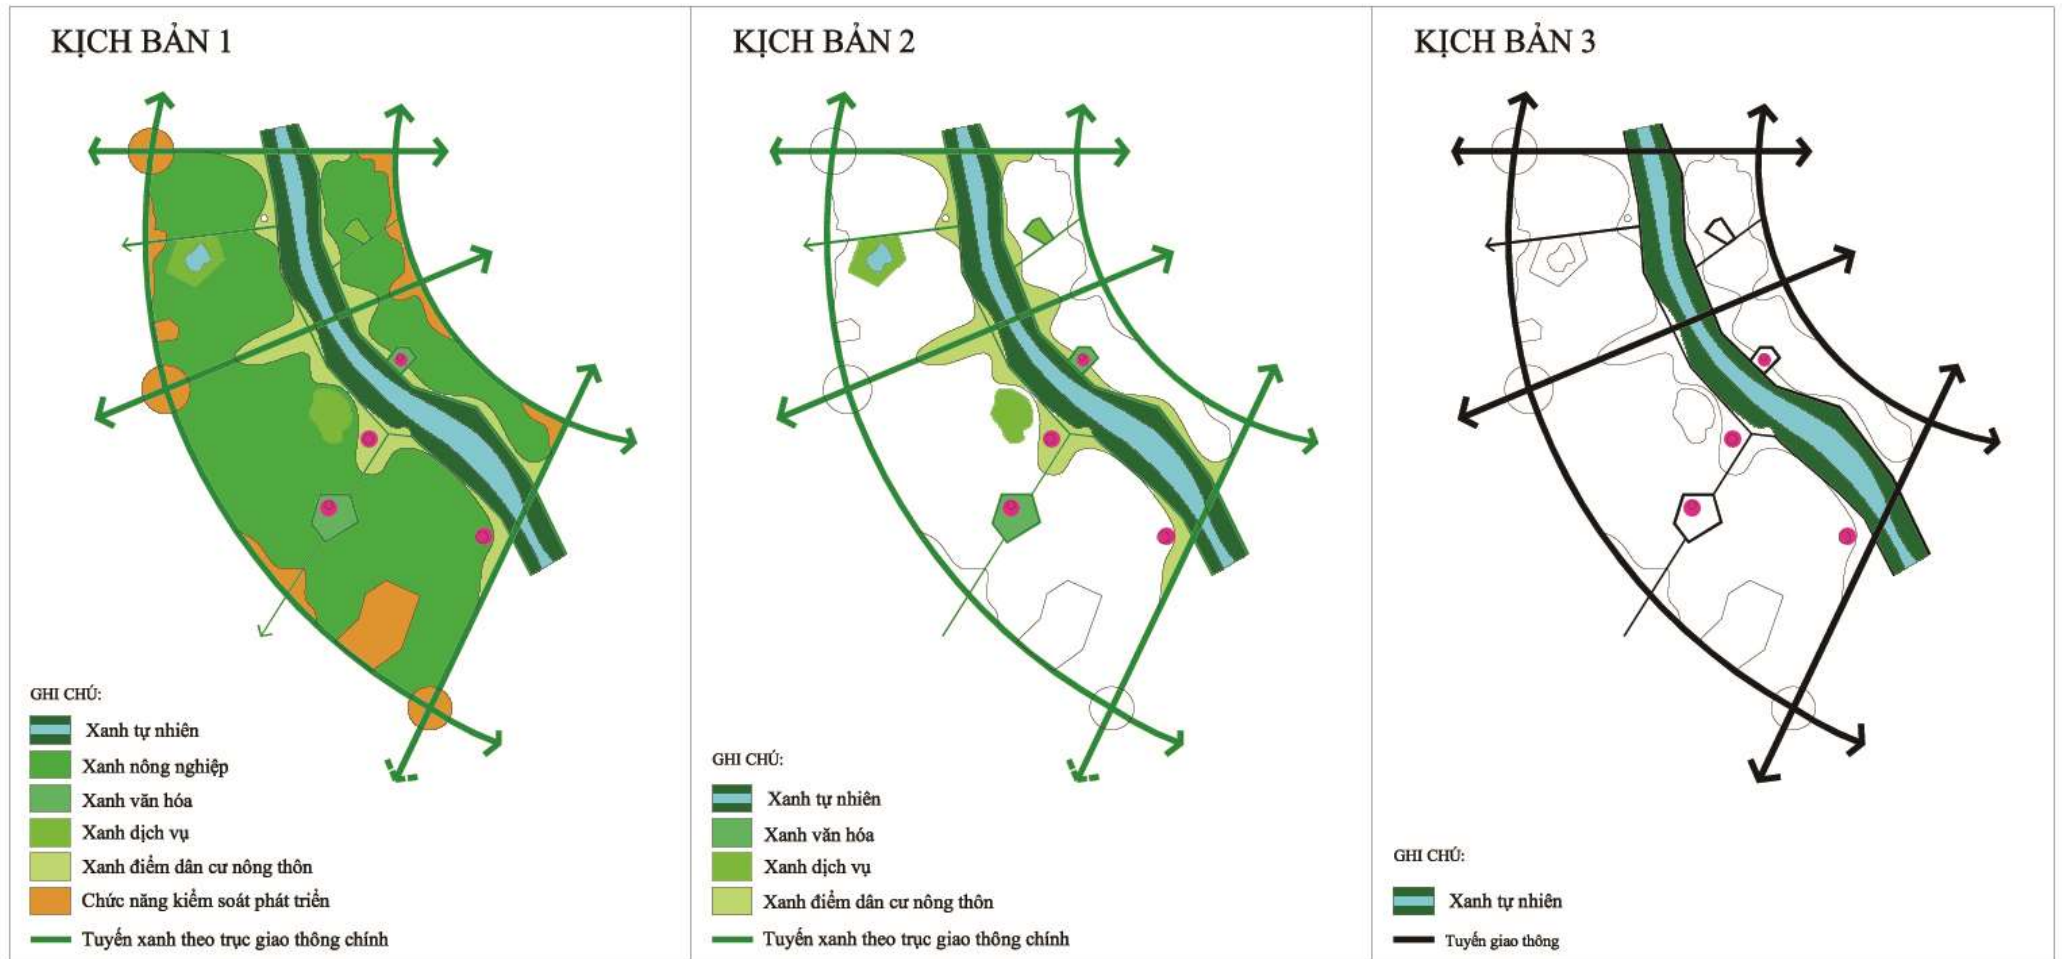 KỊCH BẢN 1
GHI CHÚ:
Xanh tự nhiên
Xanh nông nghiệp
Xanh văn hóa
Xanh dịch vụ
Xanh điểm dân cư nông thôn
Chức năng kiểm soát phát triển
Tuyến xanh theo trục giao thông chính
KỊCH BẢN 2
GHI CHÚ:
Xanh tự nhiên
Xanh văn hóa
Xanh dịch vụ
Xanh điểm dân cư nông thôn
Tuyến xanh theo trục giao thông chính
KỊCH BẢN 3
GHI CHÚ:
Xanh tự nhiên
Tuyến giao thông